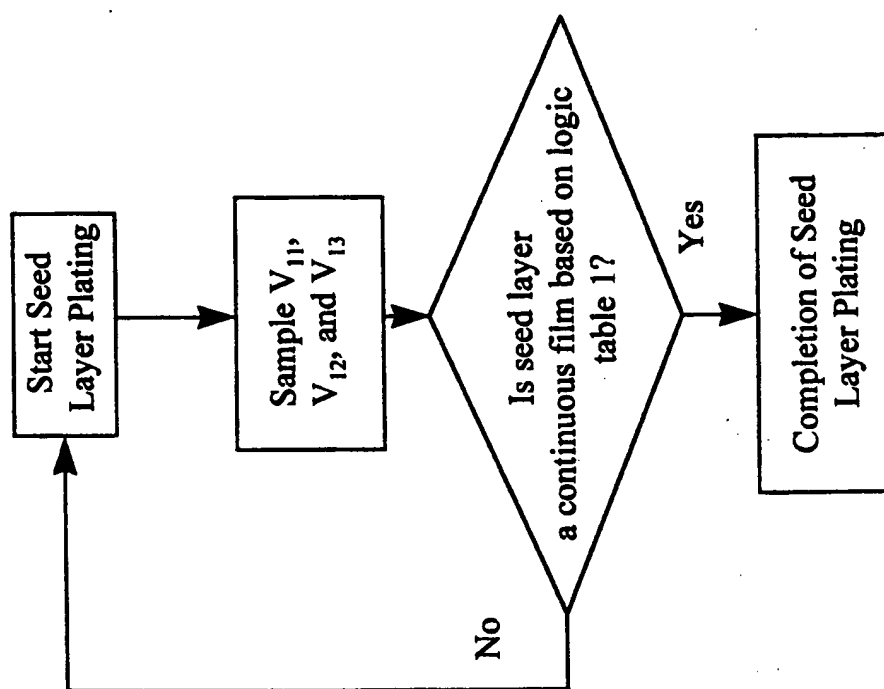 Start Seed
Layer Plating
Sample V₁₁,
V₁₂, and V₁₃
Is seed layer
a continuous film based on logic
table 1?
No
Yes
Completion of Seed
Layer Plating